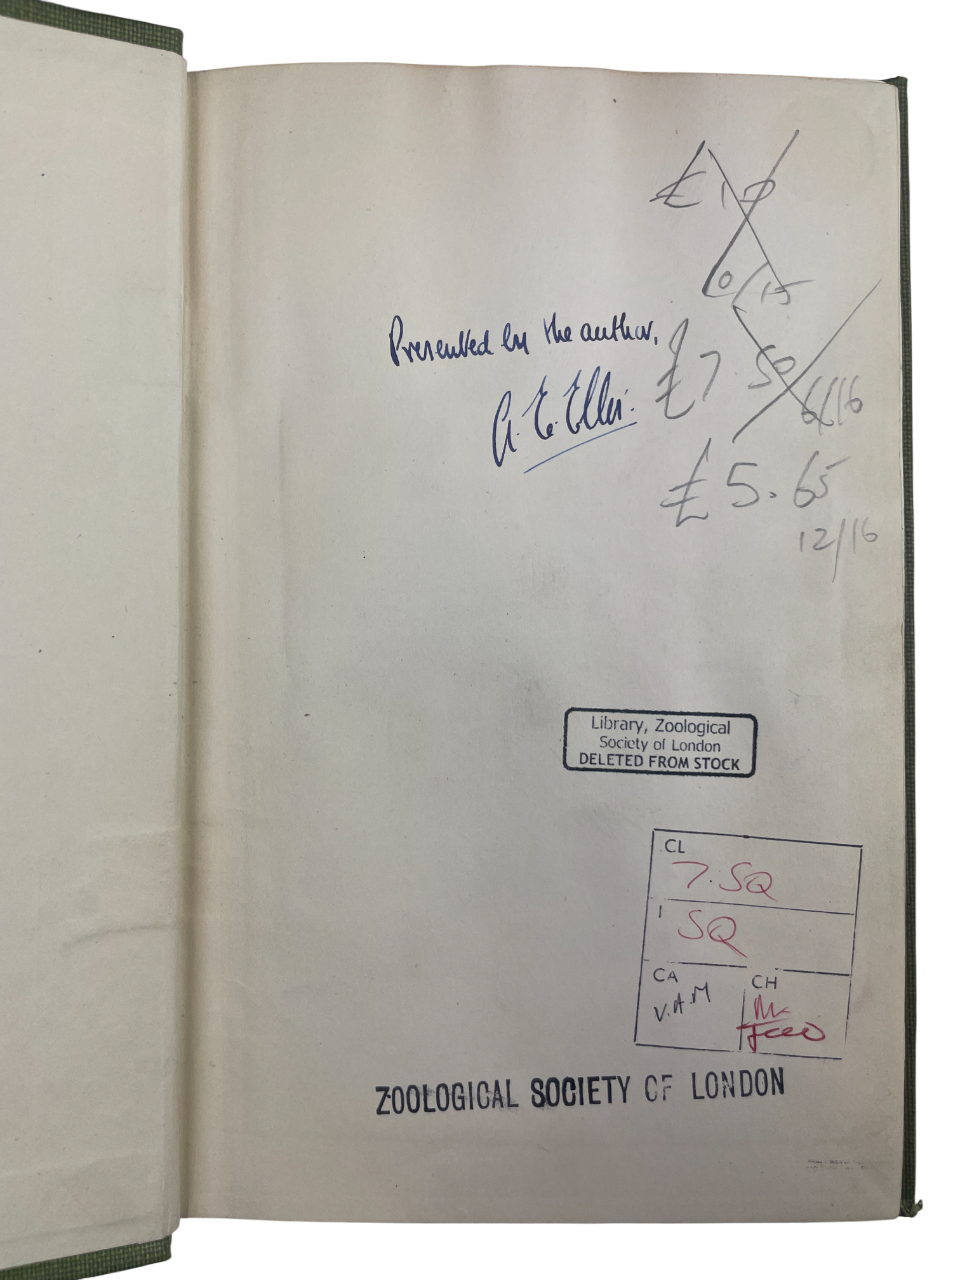 £10
10/15
Presented by the author,
A. E. Ellis.
£7 50
6/16
£5.65
12/16
Library, Zoological
Society of London
DELETED FROM STOCK
CL
7.SQ
I
SQ
CA
V.A.M
CH
ZOOLOGICAL SOCIETY OF LONDON